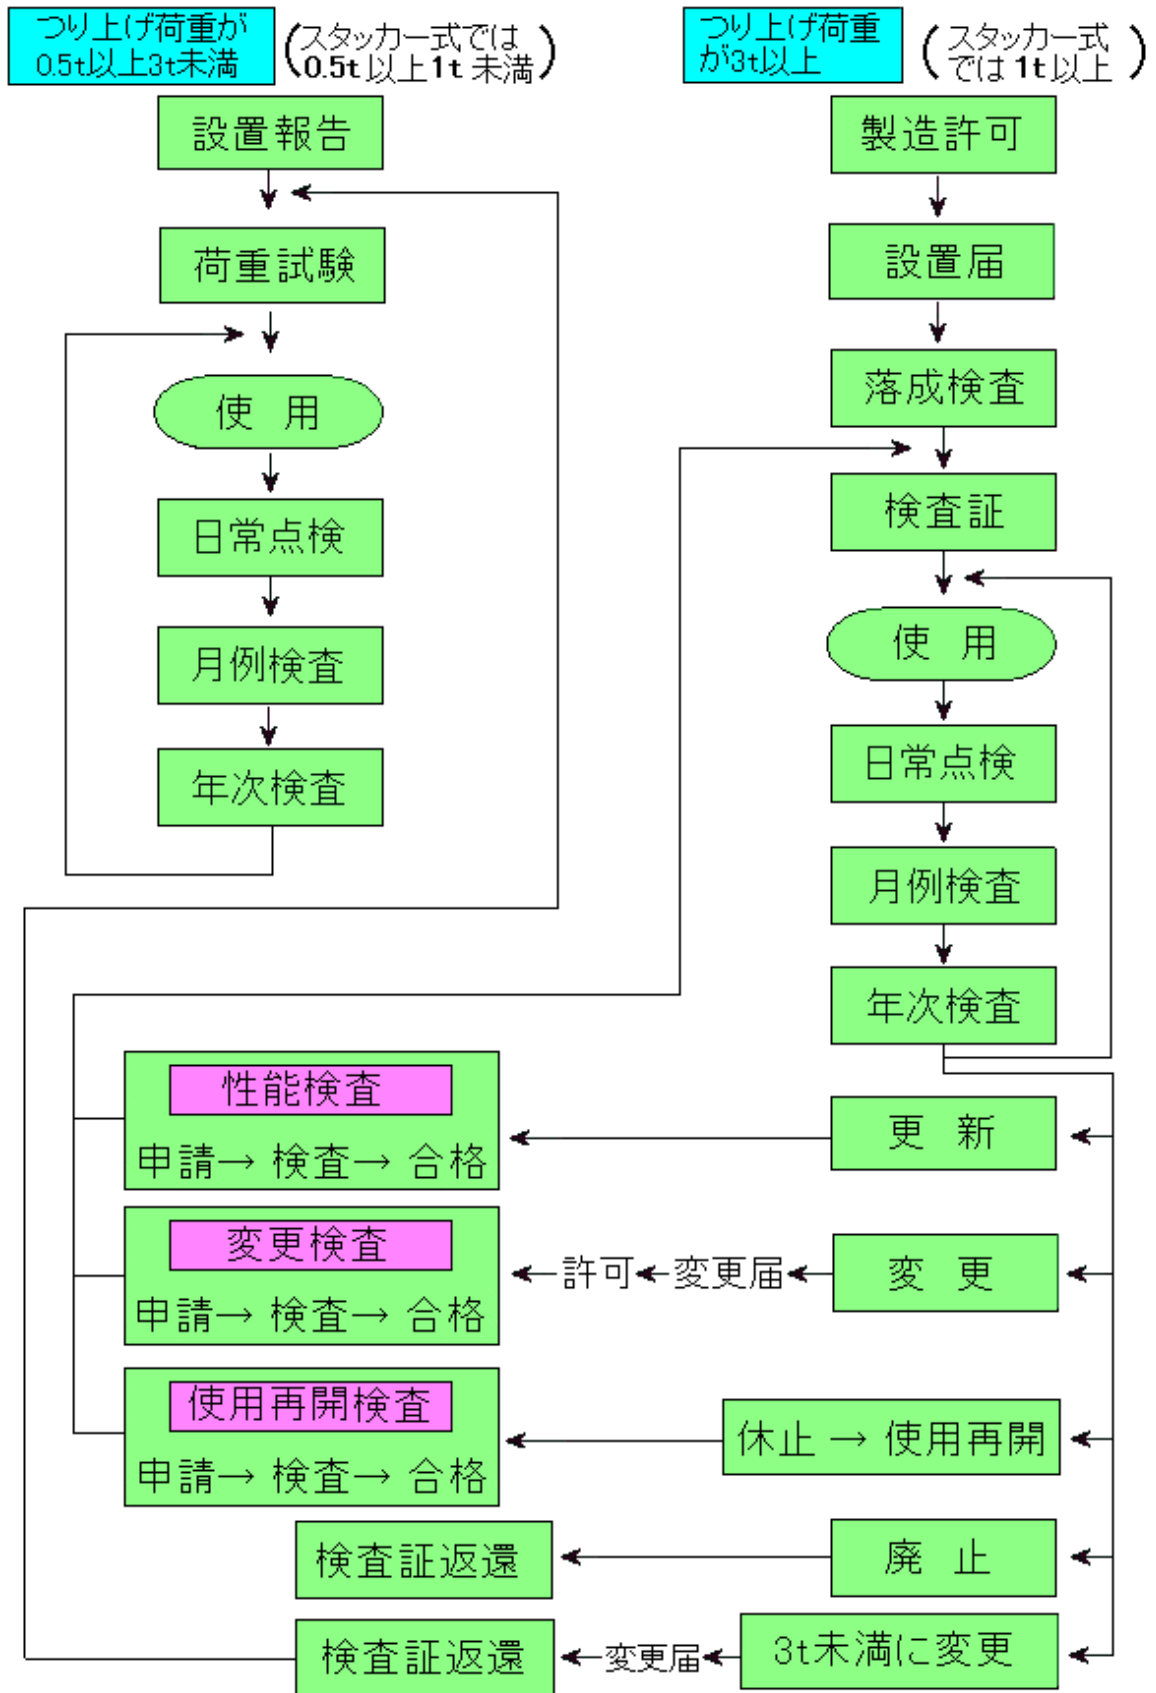 つり上げ荷重が
0.5t以上3t未満
(スタッカー式では
0.5t以上1t未満)
設置報告
荷重試験
使 用
日常点検
月例検査
年次検査
つり上げ荷重
が3t以上
(スタッカー式
では1t以上)
製造許可
設置届
落成検査
検査証
使 用
日常点検
月例検査
年次検査
性能検査
申請→検査→合格
更 新
変更検査
申請→検査→合格
←許可←変更届←
変 更
使用再開検査
申請→検査→合格
休止→使用再開
検査証返還
廃 止
検査証返還
←変更届←
3t未満に変更